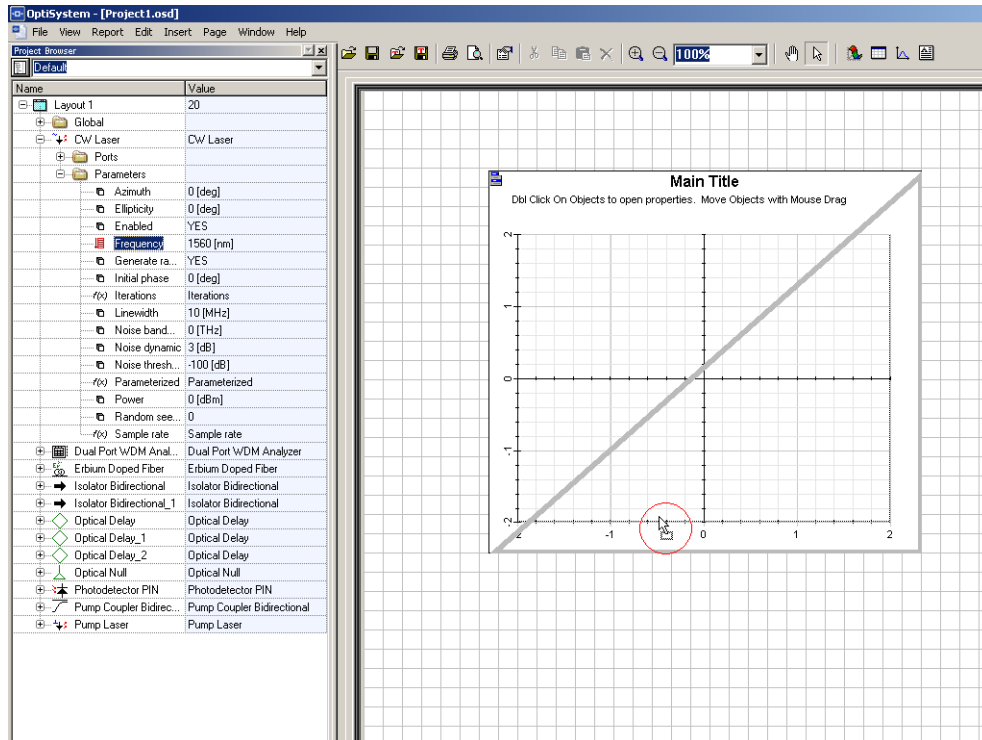 OptiSystem - [Project1.osd]
File View Report Edit Insert Page Window Help
Project Browser
Default
100%
Name Value
Layout 1 20
Global
CW Laser CW Laser
Ports
Parameters
Azimuth 0 [deg]
Ellipticity 0 [deg]
Enabled YES
Frequency 1560 [nm]
Generate ra... YES
Initial phase 0 [deg]
f(x) Iterations Iterations
Linewidth 10 [MHz]
Noise band... 0 [THz]
Noise dynamic 3 [dB]
Noise thresh... -100 [dB]
f(x) Parameterized Parameterized
Power 0 [dBm]
Random see... 0
f(x) Sample rate Sample rate
Dual Port WDM Anal... Dual Port WDM Analyzer
Erbium Doped Fiber Erbium Doped Fiber
Isolator Bidirectional Isolator Bidirectional
Isolator Bidirectional_1 Isolator Bidirectional
Optical Delay Optical Delay
Optical Delay_1 Optical Delay
Optical Delay_2 Optical Delay
Optical Null Optical Null
Photodetector PIN Photodetector PIN
Pump Coupler Bidirec... Pump Coupler Bidirectional
Pump Laser Pump Laser
Main Title
Dbl Click On Objects to open properties. Move Objects with Mouse Drag
2
1
0
-1
-2
-2 -1 0 1 2